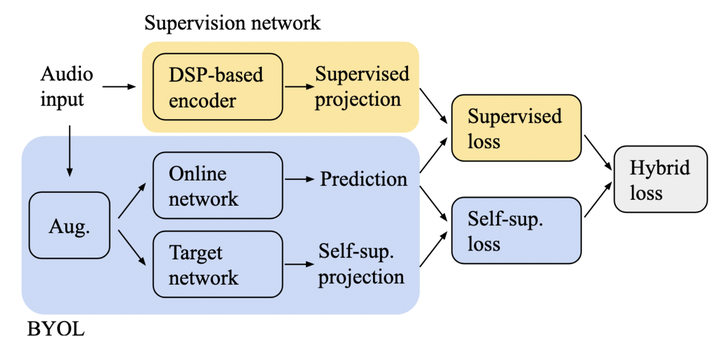 Supervision network
Audio
input
DSP-based
encoder
Supervised
projection
Supervised
loss
Hybrid
loss
Aug.
Online
network
Prediction
Target
network
Self-sup.
projection
Self-sup.
loss
BYOL